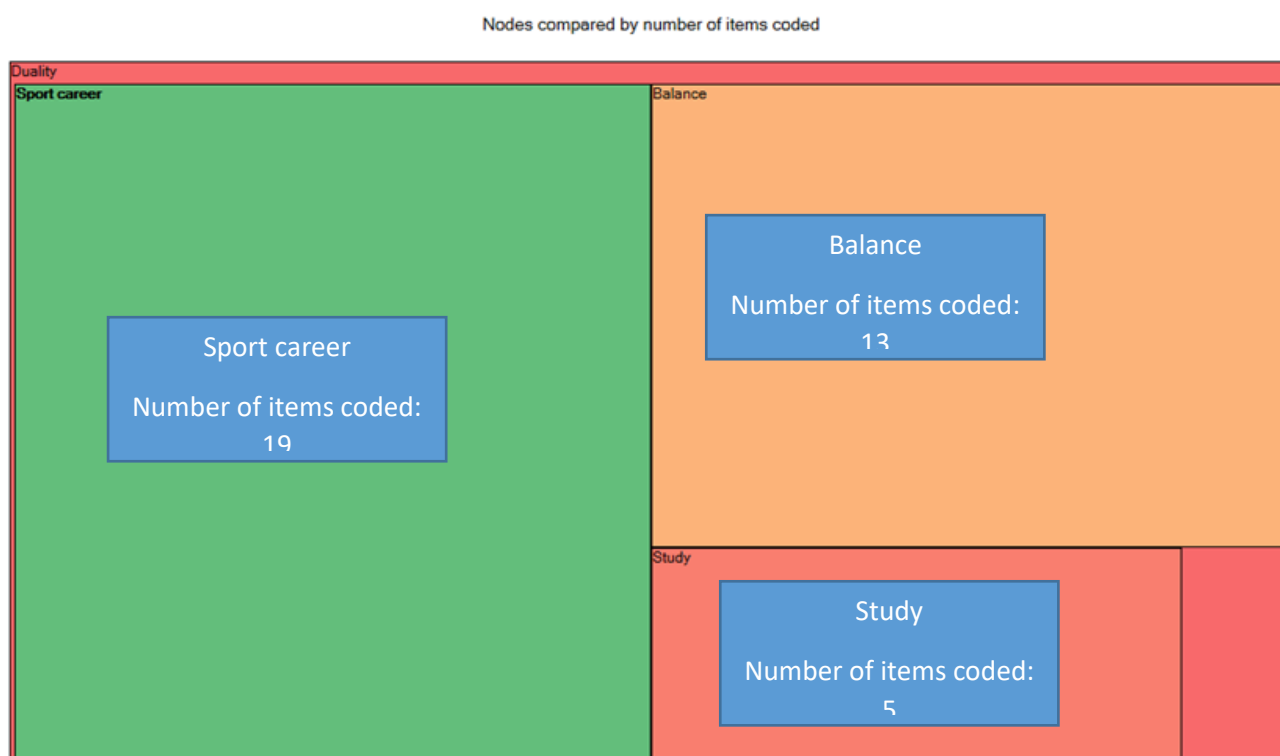 Nodes compared by number of items coded
Duality
Sport career
Balance
Balance
Number of items coded:
13
Sport career
Number of items coded:
19
Study
Study
Number of items coded:
5